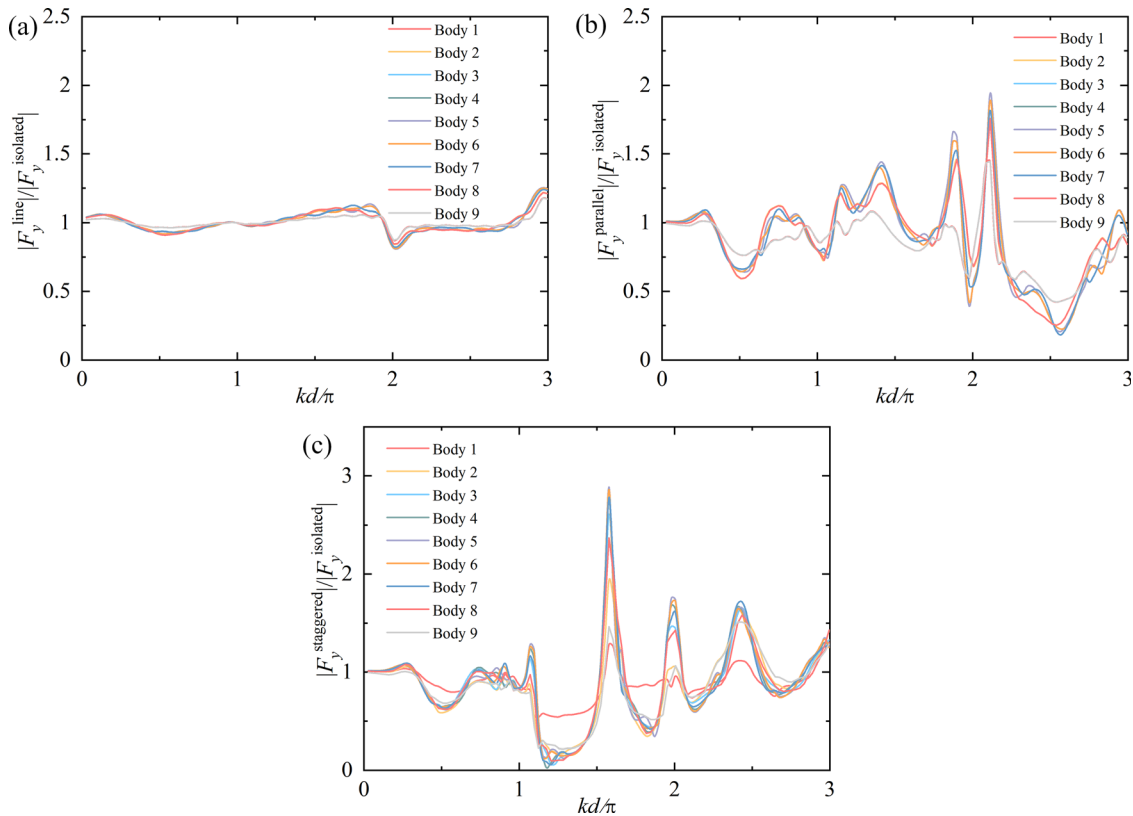 (a)
2.5
2
1.5
1
0.5
0
0 1 2 3
kd/π
|F_y^line|/|F_y^isolated|
Body 1
Body 2
Body 3
Body 4
Body 5
Body 6
Body 7
Body 8
Body 9
(b)
2.5
2
1.5
1
0.5
0
0 1 2 3
kd/π
|F_y^parallel|/|F_y^isolated|
Body 1
Body 2
Body 3
Body 4
Body 5
Body 6
Body 7
Body 8
Body 9
(c)
3
2
1
0
0 1 2 3
kd/π
|F_y^staggered|/|F_y^isolated|
Body 1
Body 2
Body 3
Body 4
Body 5
Body 6
Body 7
Body 8
Body 9